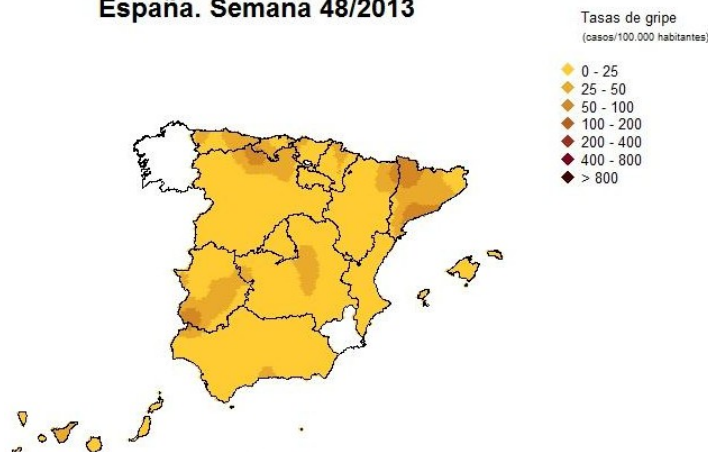 España. Semana 48/2013
Tasas de gripe
(casos/100.000 habitantes)
0 - 25
25 - 50
50 - 100
100 - 200
200 - 400
400 - 800
> 800